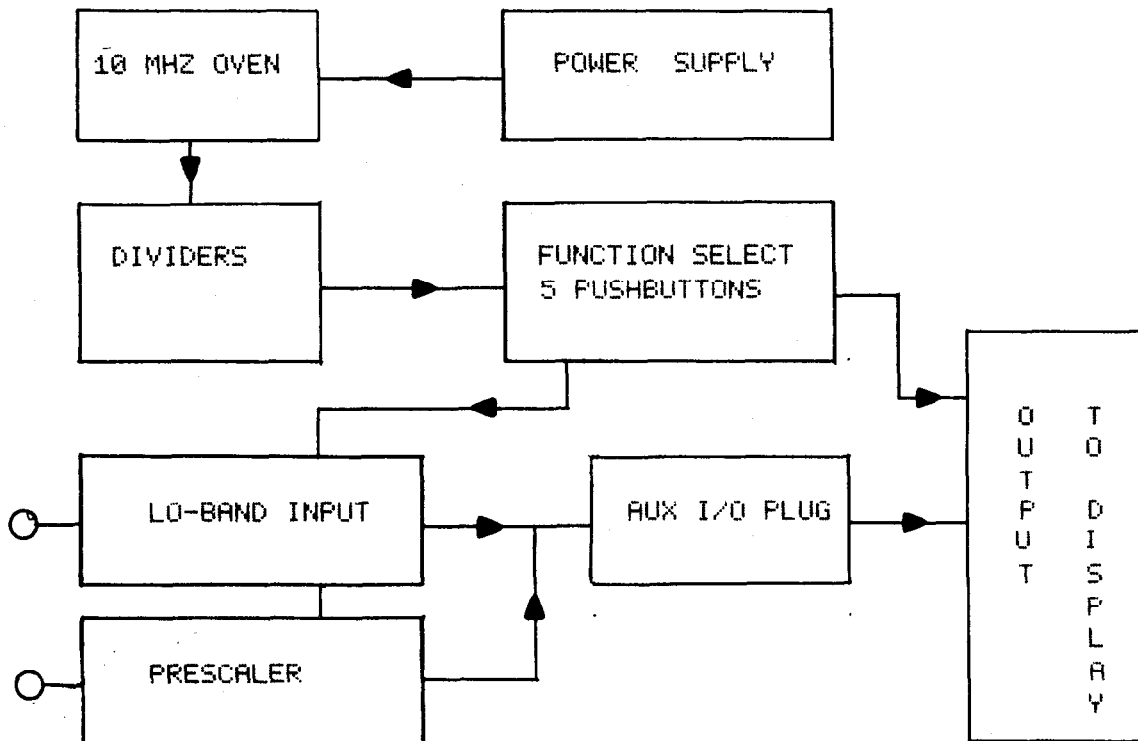 10 MHZ OVEN
POWER SUPPLY
DIVIDERS
FUNCTION SELECT
5 PUSHBUTTONS
LO-BAND INPUT
AUX I/O PLUG
OUTPUT
TO DISPLAY
PRESCALER